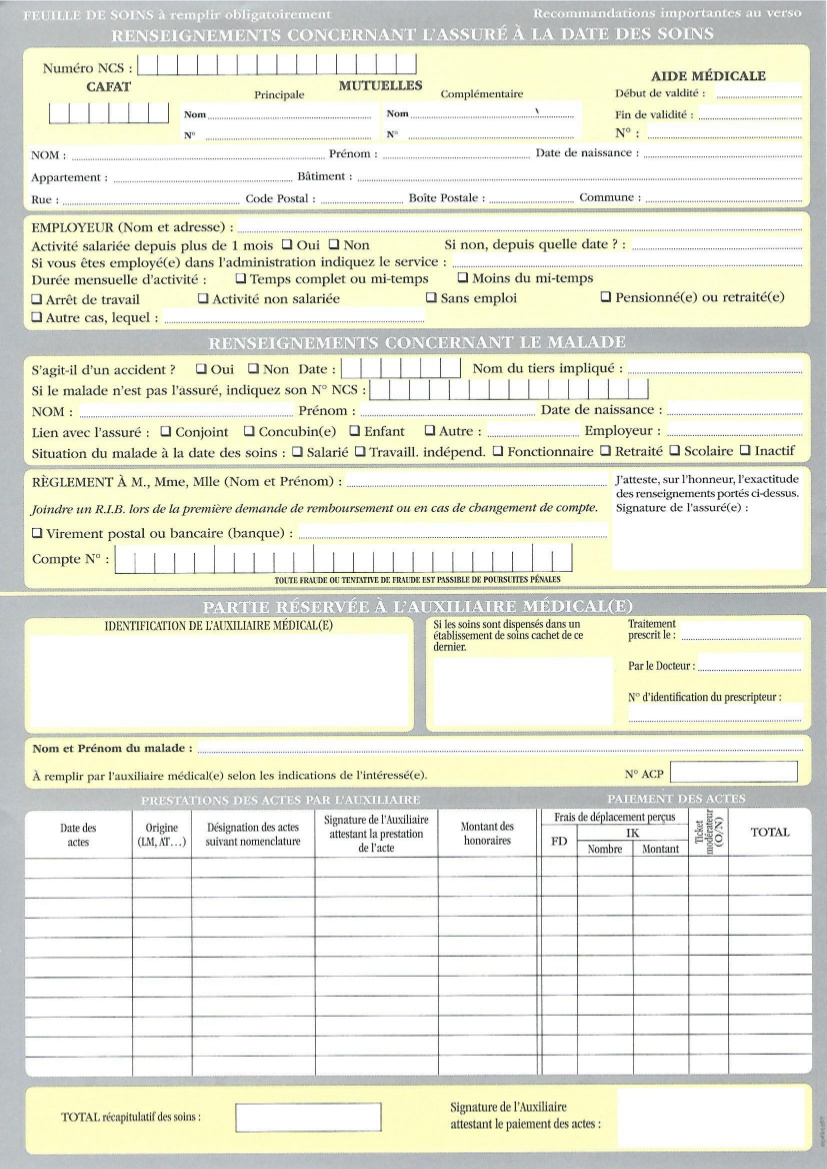 FEUILLE DE SOINS à remplir obligatoirement Recommandations importantes au verso
RENSEIGNEMENTS CONCERNANT L'ASSURÉ À LA DATE DES SOINS
Numéro NCS :
CAFAT MUTUELLES AIDE MÉDICALE
Principale Complémentaire Début de valdité :
Nom Nom Fin de validité :
N° N° N° :
NOM : Prénom : Date de naissance :
Appartement : Bâtiment :
Rue : Code Postal : Boîte Postale : Commune :
EMPLOYEUR (Nom et adresse) :
Activité salariée depuis plus de 1 mois ❑ Oui ❑ Non Si non, depuis quelle date ? :
Si vous êtes employé(e) dans l'administration indiquez le service :
Durée mensuelle d'activité : ❑ Temps complet ou mi-temps ❑ Moins du mi-temps
❑ Arrêt de travail ❑ Activité non salariée ❑ Sans emploi ❑ Pensionné(e) ou retraité(e)
❑ Autre cas, lequel :
RENSEIGNEMENTS CONCERNANT LE MALADE
S'agit-il d'un accident ? ❑ Oui ❑ Non Date : Nom du tiers impliqué :
Si le malade n'est pas l'assuré, indiquez son N° NCS :
NOM : Prénom : Date de naissance :
Lien avec l'assuré : ❑ Conjoint ❑ Concubin(e) ❑ Enfant ❑ Autre : Employeur :
Situation du malade à la date des soins : ❑ Salarié ❑ Travaill. indépend. ❑ Fonctionnaire ❑ Retraité ❑ Scolaire ❑ Inactif
RÈGLEMENT À M., Mme, Mlle (Nom et Prénom) :
Joindre un R.I.B. lors de la première demande de remboursement ou en cas de changement de compte.
❑ Virement postal ou bancaire (banque) :
Compte N° :
TOUTE FRAUDE OU TENTATIVE DE FRAUDE EST PASSIBLE DE POURSUITES PÉNALES
J'atteste, sur l'honneur, l'exactitude
des renseignements portés ci-dessus.
Signature de l'assuré(e) :
PARTIE RÉSERVÉE À L'AUXILIAIRE MÉDICAL(E)
IDENTIFICATION DE L'AUXILIAIRE MÉDICAL(E)
Si les soins sont dispensés dans un
établissement de soins cachet de ce
dernier.
Traitement
prescrit le :
Par le Docteur :
N° d'identification du prescripteur :
Nom et Prénom du malade :
À remplir par l'auxiliaire médical(e) selon les indications de l'intéressé(e). N° ACP
PRESTATIONS DES ACTES PAR L'AUXILIAIRE PAIEMENT DES ACTES
Date des
actes
Origine
(LM, AT…)
Désignation des actes
suivant nomenclature
Signature de l'Auxiliaire
attestant la prestation
de l'acte
Montant des
honoraires
Frais de déplacement perçus
FD
IK
Nombre Montant
Ticket
modérateur
(O/N)
TOTAL
TOTAL récapitulatif des soins :
Signature de l'Auxiliaire
attestant le paiement des actes :